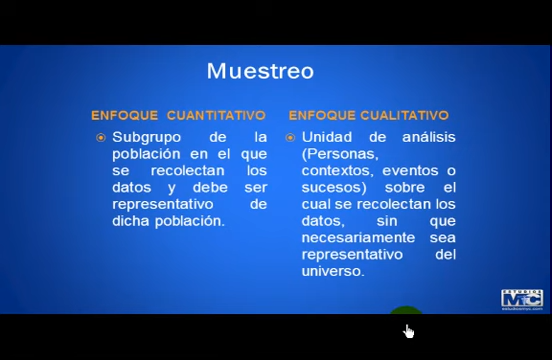 Muestreo
ENFOQUE CUANTITATIVO
Subgrupo de la
población en el que
se recolectan los
datos y debe ser
representativo de
dicha población.
ENFOQUE CUALITATIVO
Unidad de análisis
(Personas,
contextos, eventos o
sucesos) sobre el
cual se recolectan los
datos, sin que
necesariamente sea
representativo del
universo.
ESTUDIOS
MyC